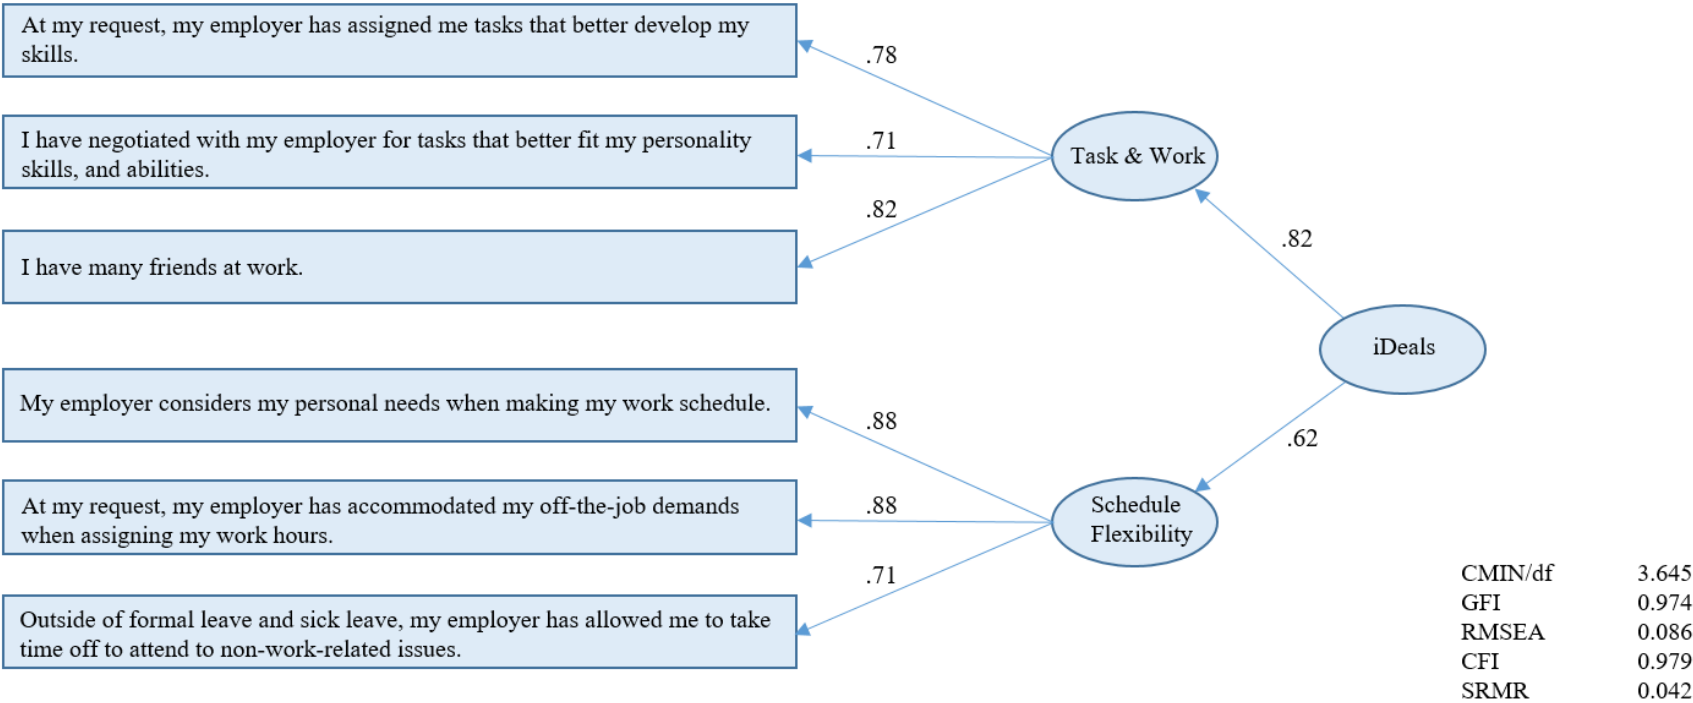 At my request, my employer has assigned me tasks that better develop my
skills.
I have negotiated with my employer for tasks that better fit my personality
skills, and abilities.
I have many friends at work.
My employer considers my personal needs when making my work schedule.
At my request, my employer has accommodated my off-the-job demands
when assigning my work hours.
Outside of formal leave and sick leave, my employer has allowed me to take
time off to attend to non-work-related issues.
.78
.71
.82
.88
.88
.71
Task & Work
Schedule
Flexibility
.82
.62
iDeals
CMIN/df 3.645
GFI 0.974
RMSEA 0.086
CFI 0.979
SRMR 0.042